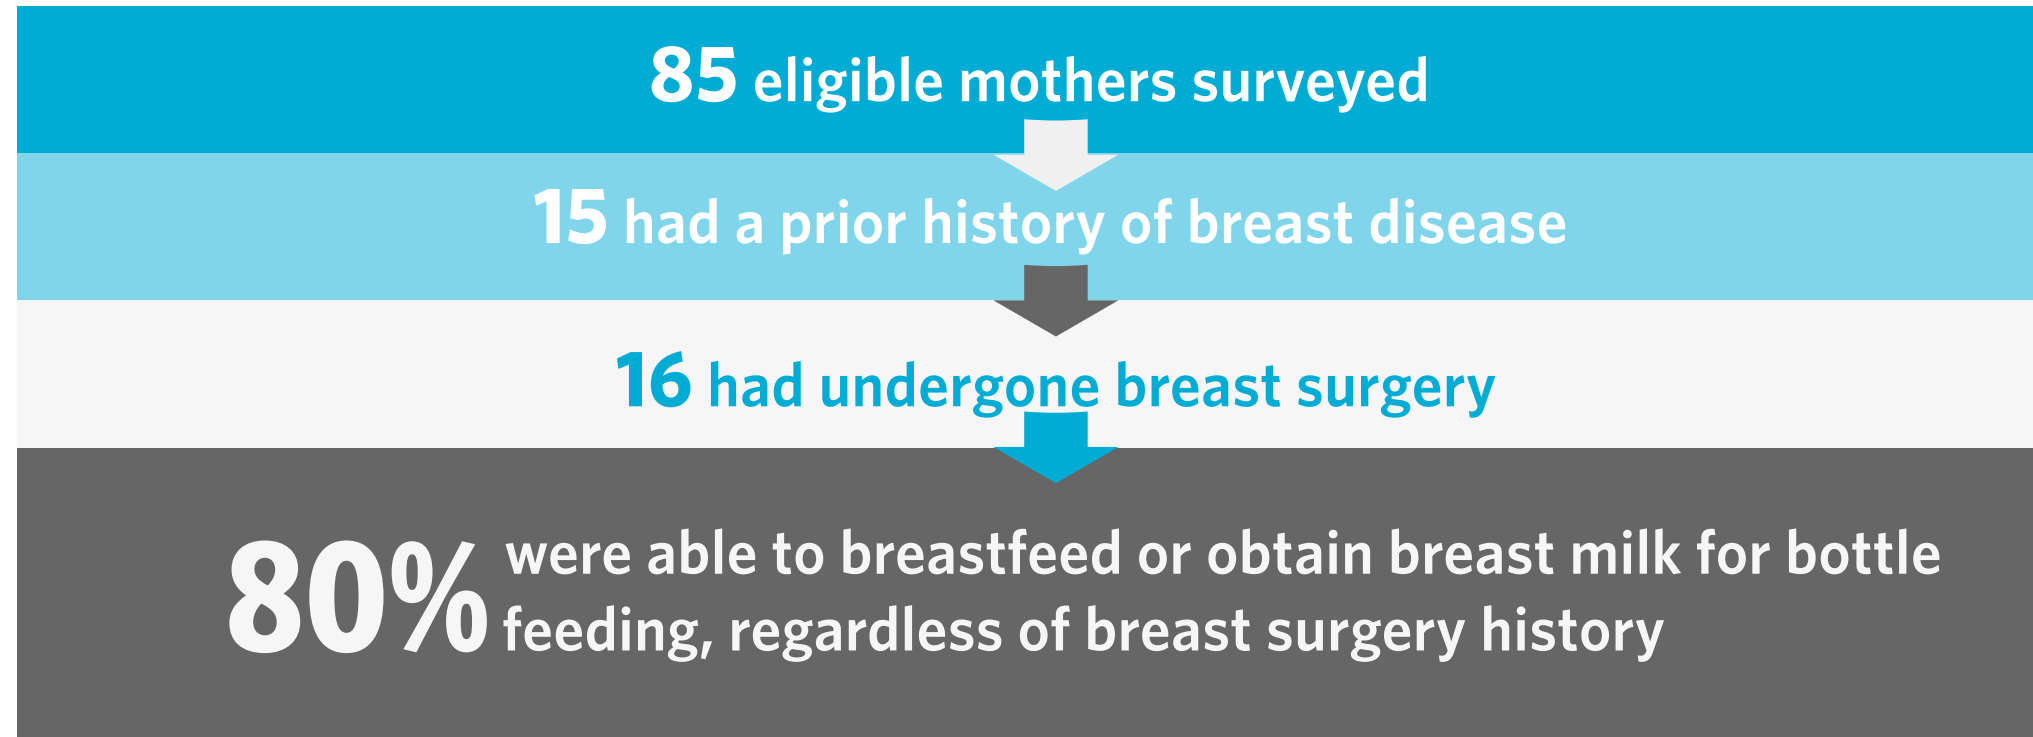 85 eligible mothers surveyed
15 had a prior history of breast disease
16 had undergone breast surgery
80% were able to breastfeed or obtain breast milk for bottle
feeding, regardless of breast surgery history